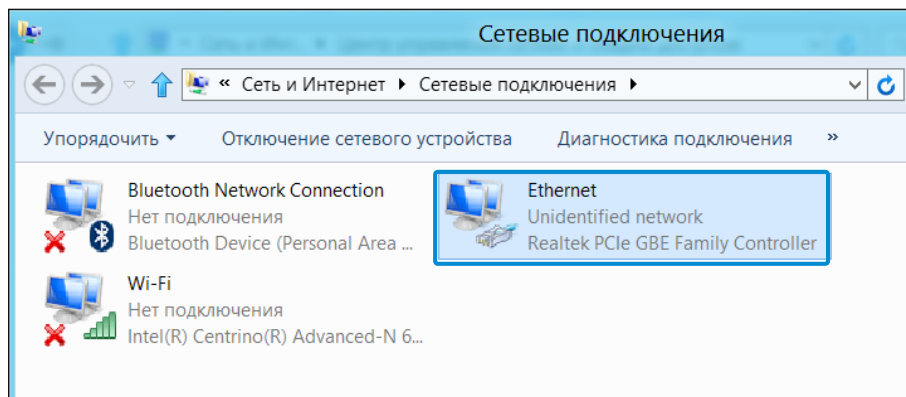 Сетевые подключения
« Сеть и Интернет ▸ Сетевые подключения ▸
Упорядочить ▾ Отключение сетевого устройства Диагностика подключения »
Bluetooth Network Connection
Нет подключения
Bluetooth Device (Personal Area ...
Ethernet
Unidentified network
Realtek PCIe GBE Family Controller
Wi-Fi
Нет подключения
Intel(R) Centrino(R) Advanced-N 6...